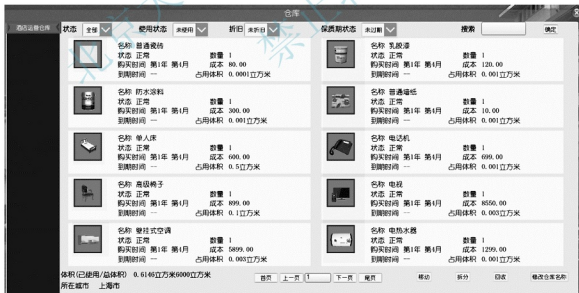 仓库
酒店运营仓库
状态 全部 使用状态 未使用 折旧 未折旧 保质期状态 未过期 搜索 确定
名称 普通瓷砖
状态 正常 数量 1
购买时间 第1年 第4月 成本 80.00
到期时间 -- 占用体积 0.0001立方米
名称 乳胶漆
状态 正常 数量 1
购买时间 第1年 第4月 成本 120.00
到期时间 -- 占用体积 0.001立方米
名称 防水涂料
状态 正常 数量 1
购买时间 第1年 第4月 成本 300.00
到期时间 -- 占用体积 0.001立方米
名称 普通墙纸
状态 正常 数量 1
购买时间 第1年 第4月 成本 10.00
到期时间 -- 占用体积 0.001立方米
名称 单人床
状态 正常 数量 1
购买时间 第1年 第4月 成本 600.00
到期时间 -- 占用体积 0.5立方米
名称 电话机
状态 正常 数量 1
购买时间 第1年 第4月 成本 699.00
到期时间 -- 占用体积 0.001立方米
名称 高级椅子
状态 正常 数量 1
购买时间 第1年 第4月 成本 899.00
到期时间 -- 占用体积 0.1立方米
名称 电视
状态 正常 数量 1
购买时间 第1年 第4月 成本 8550.00
到期时间 -- 占用体积 0.003立方米
名称 壁挂式空调
状态 正常 数量 1
购买时间 第1年 第4月 成本 5899.00
到期时间 -- 占用体积 0.003立方米
名称 电热水器
状态 正常 数量 1
购买时间 第1年 第4月 成本 1299.00
到期时间 -- 占用体积 0.001立方米
体积(已使用/总体积) 0.6146立方米6000立方米 首页 上一页 1 下一页 尾页 移动 拆分 回收 修改仓库名称
所在城市 上海市